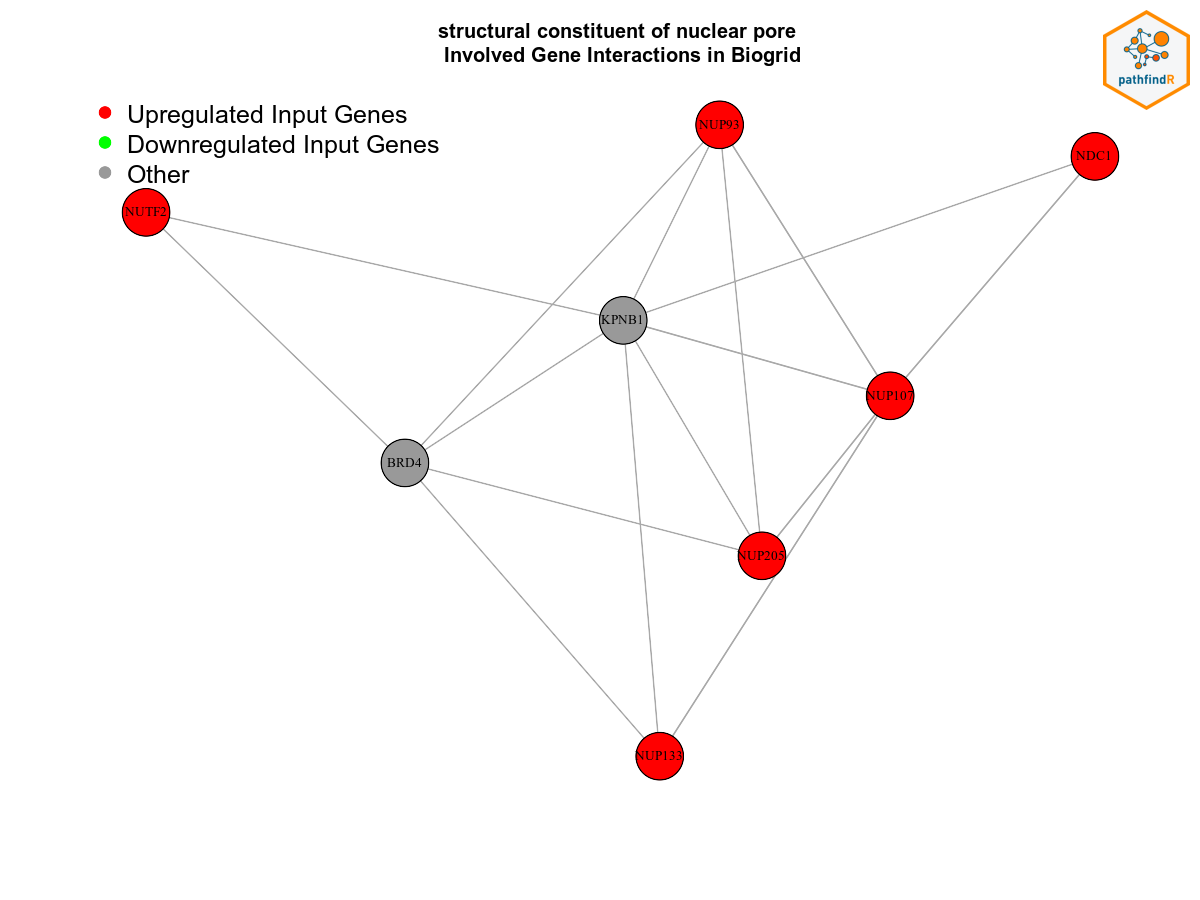 structural constituent of nuclear pore
Involved Gene Interactions in Biogrid
pathfindR
Upregulated Input Genes
Downregulated Input Genes
Other
NUP93
NDC1
NUTF2
KPNB1
NUP107
BRD4
NUP205
NUP133